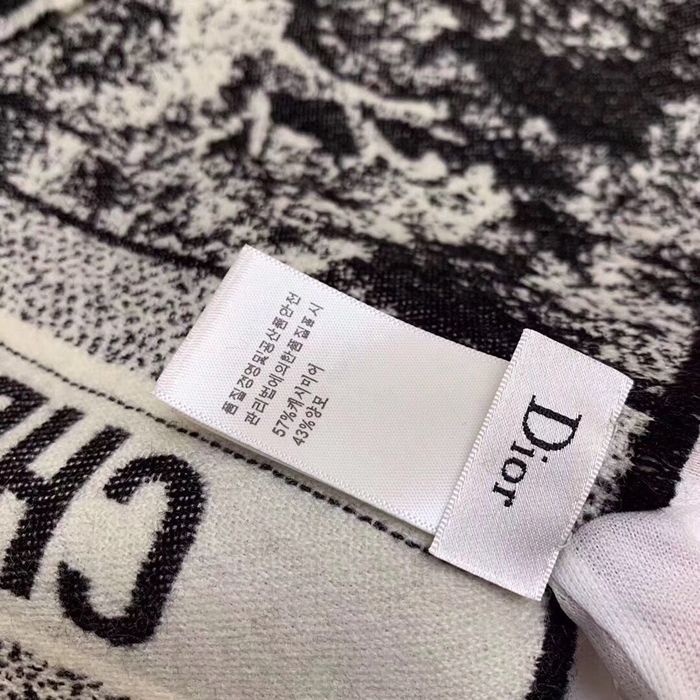 품질경영및공산품안전
관리법에의한품질표시
57%캐시미어
43%양모
Dior
CH